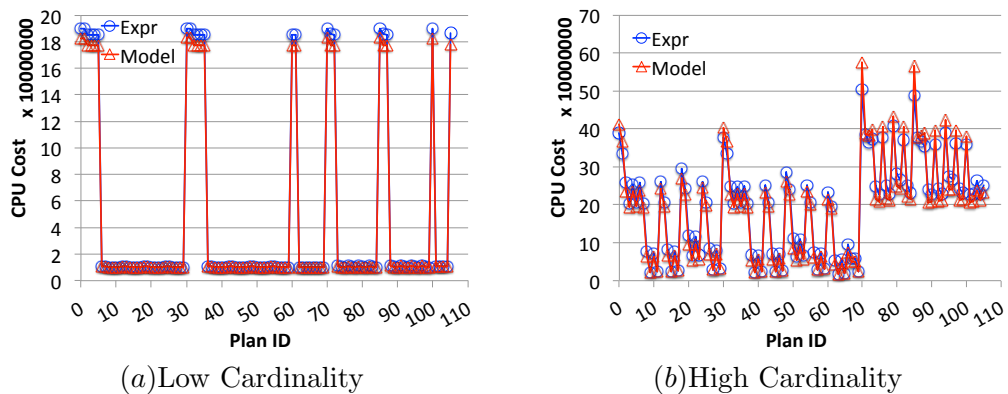 x 10000000
CPU Cost
20
18
16
14
12
10
8
6
4
2
0
Expr
Model
0 10 20 30 40 50 60 70 80 90 100 110
Plan ID
(a)Low Cardinality
x 10000000
CPU Cost
70
60
50
40
30
20
10
0
Expr
Model
0 10 20 30 40 50 60 70 80 90 100 110
Plan ID
(b)High Cardinality